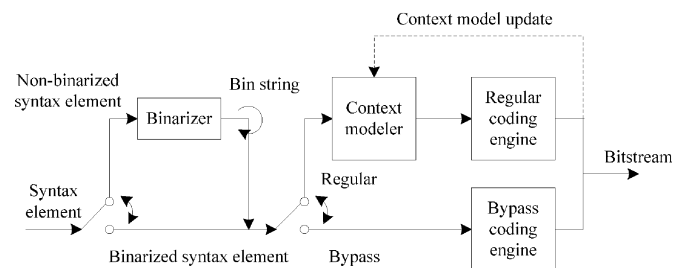 Context model update
Non-binarized
syntax element
Bin string
Binarizer
Context
modeler
Regular
coding
engine
Bitstream
Syntax
element
Regular
Bypass
coding
engine
Binarized syntax element
Bypass